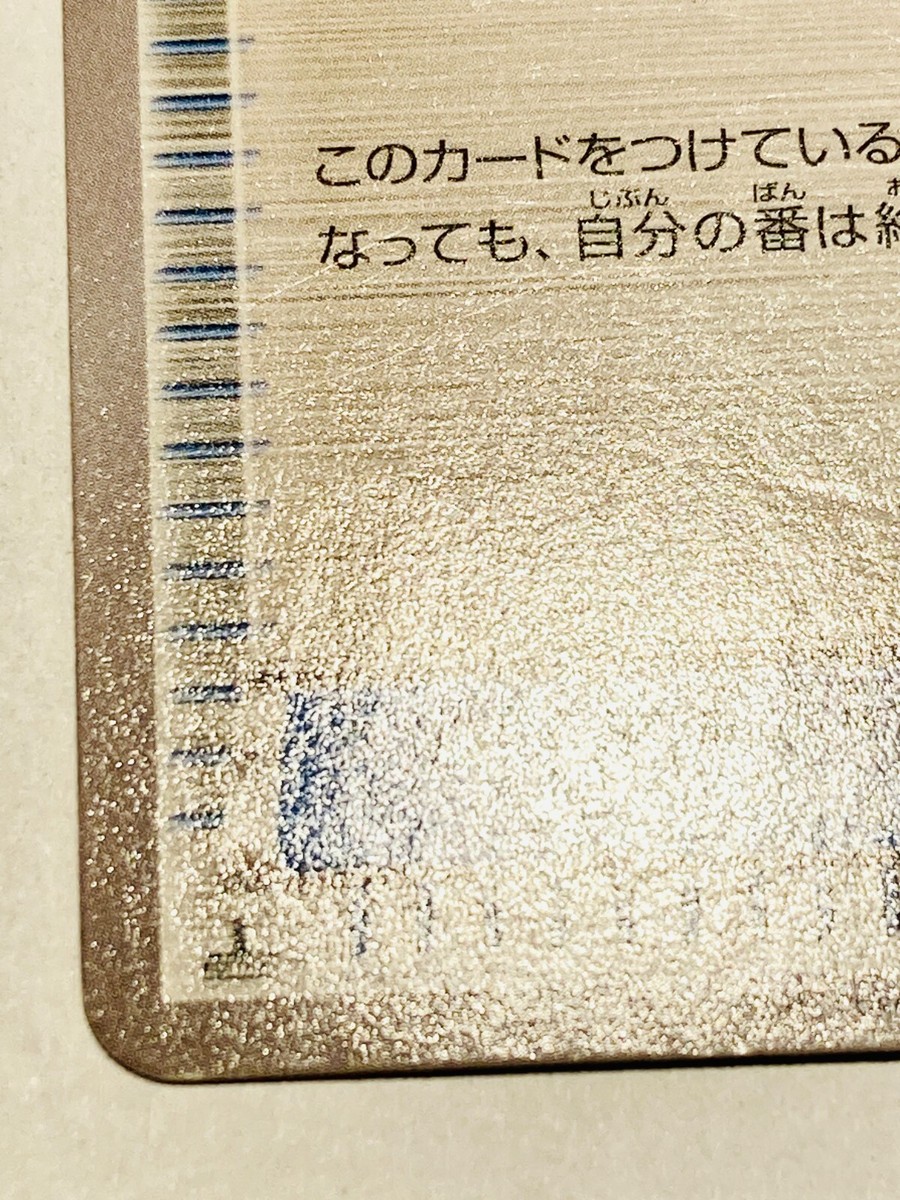 このカードをつけている
じぶん ばん
なっても、自分の番は